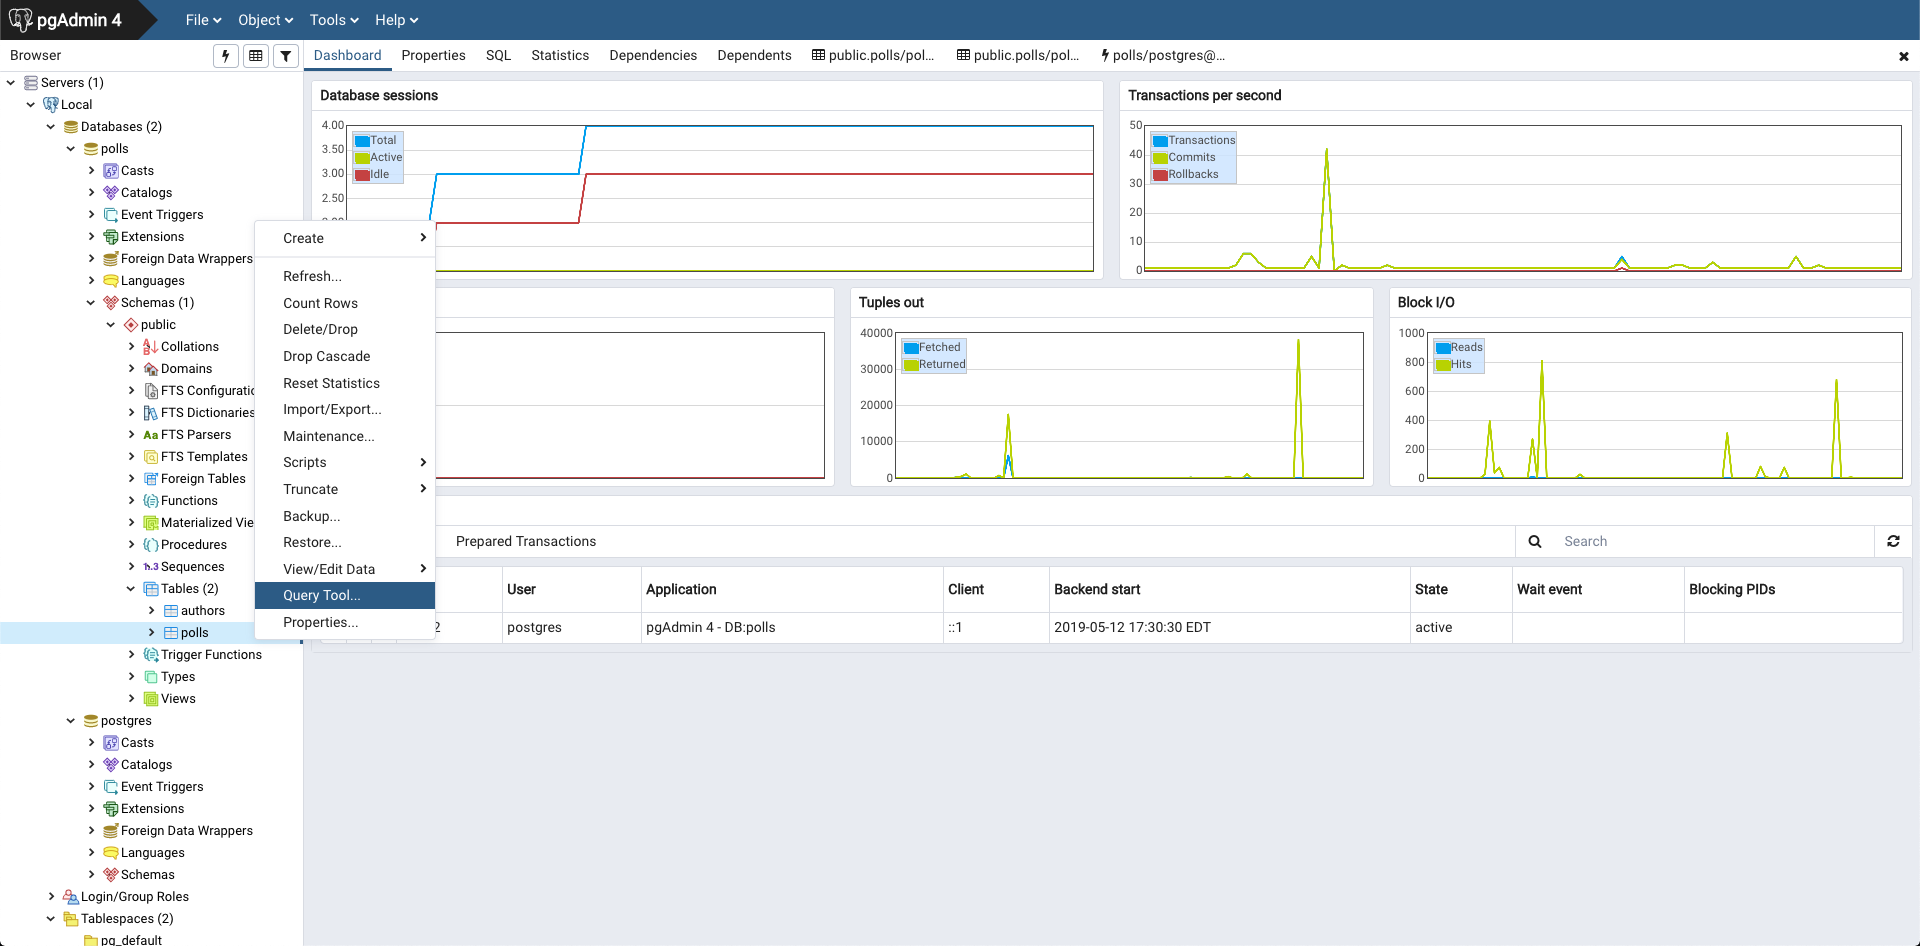 pgAdmin 4
File Object Tools Help
Browser
Dashboard Properties SQL Statistics Dependencies Dependents public.polls/pol... public.polls/pol... polls/postgres@...
Servers (1)
Local
Databases (2)
polls
Casts
Catalogs
Event Triggers
Extensions
Foreign Data Wrappers
Languages
Schemas (1)
public
Collations
Domains
FTS Configuratio
FTS Dictionaries
FTS Parsers
FTS Templates
Foreign Tables
Functions
Materialized Vie
Procedures
Sequences
Tables (2)
authors
polls
Trigger Functions
Types
Views
postgres
Casts
Catalogs
Event Triggers
Extensions
Foreign Data Wrappers
Languages
Schemas
Login/Group Roles
Tablespaces (2)
pg_default
Create
Refresh...
Count Rows
Delete/Drop
Drop Cascade
Reset Statistics
Import/Export...
Maintenance...
Scripts
Truncate
Backup...
Restore...
View/Edit Data
Query Tool...
Properties...
Database sessions
4.00
3.50
3.00
2.50
Total
Active
Idle
Transactions per second
50
40
30
20
10
0
Transactions
Commits
Rollbacks
Tuples out
40000
30000
20000
10000
0
Fetched
Returned
Block I/O
1000
800
600
400
200
0
Reads
Hits
Prepared Transactions
Search
User Application Client Backend start State Wait event Blocking PIDs
2 postgres pgAdmin 4 - DB:polls ::1 2019-05-12 17:30:30 EDT active